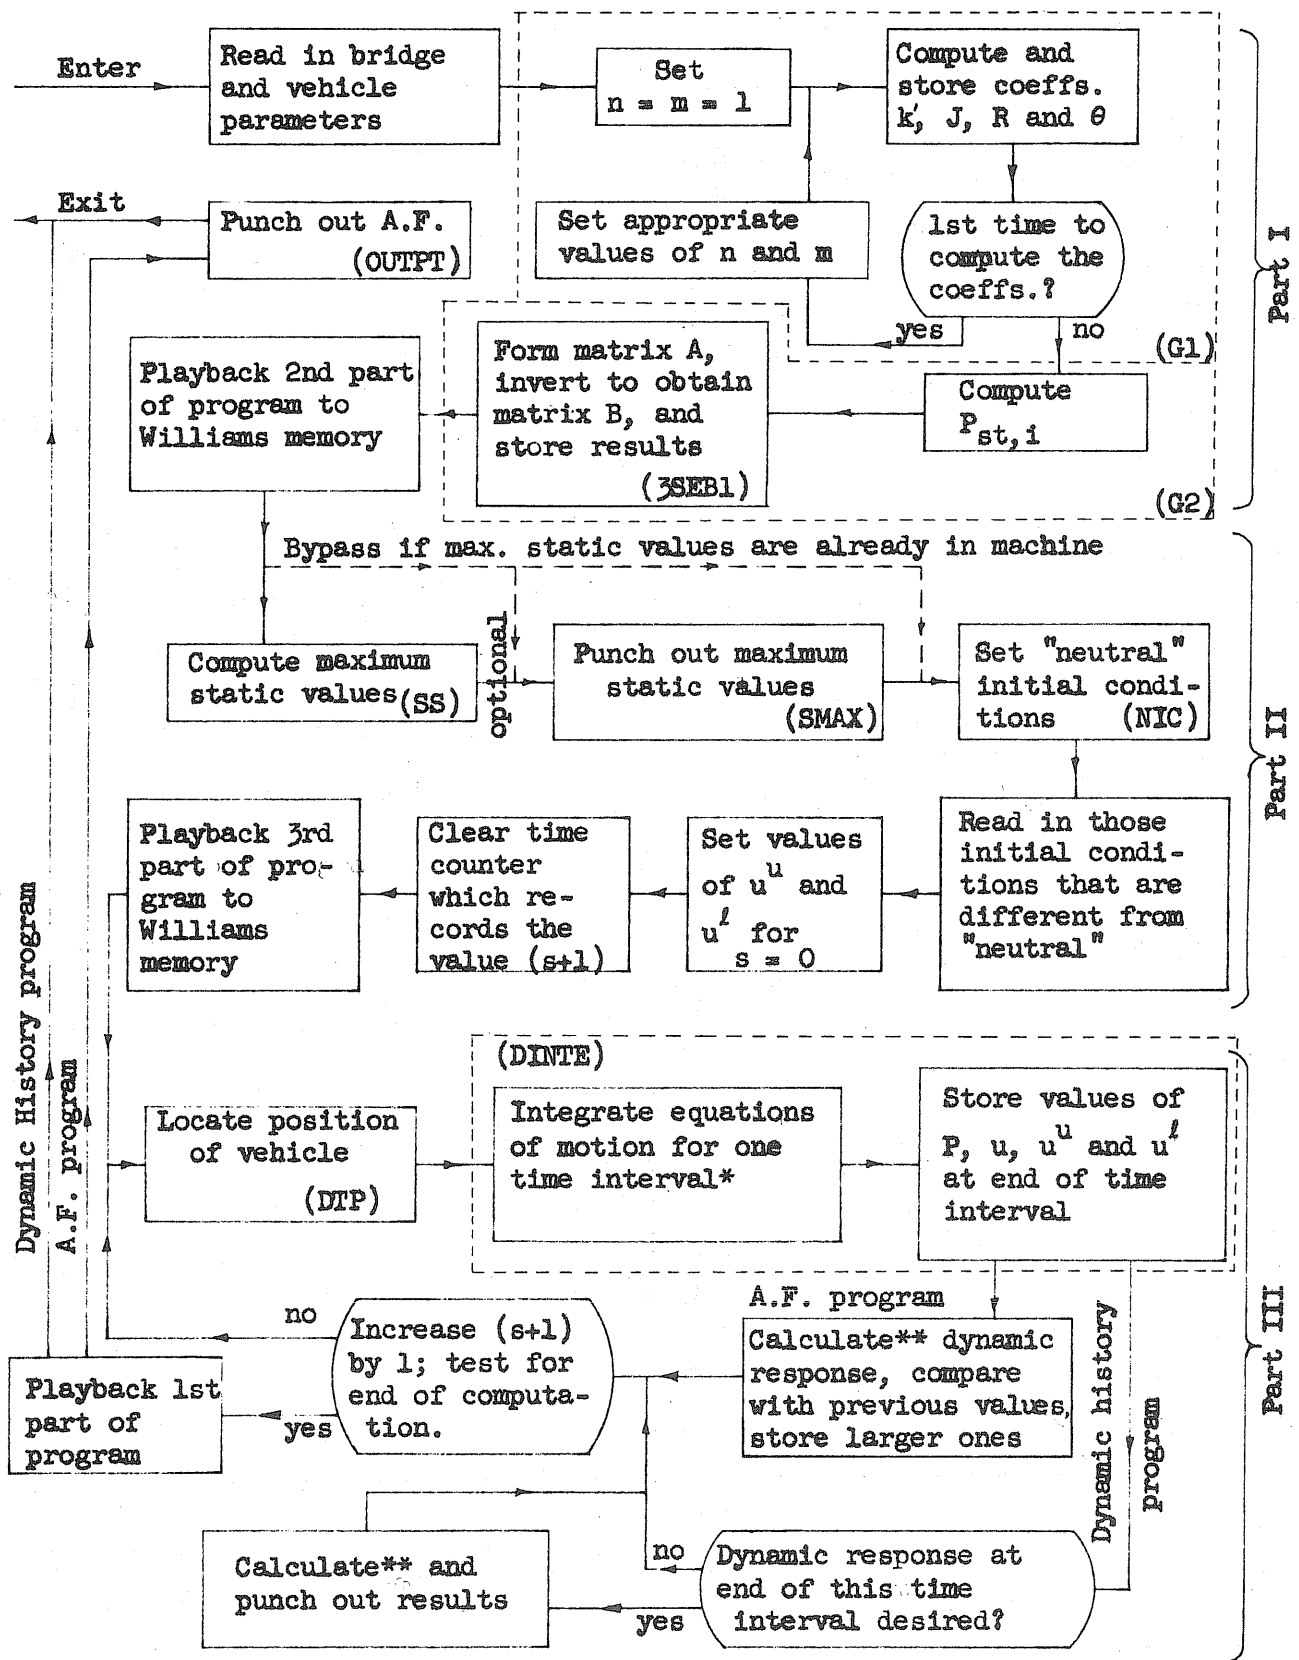 Enter
Read in bridge
and vehicle
parameters
Set
n = m = 1
Compute and
store coeffs.
k', J, R and θ
Exit
Punch out A.F.
(OUTPT)
Set appropriate
values of n and m
1st time to
compute the
coeffs.?
yes
no
(G1)
Part I
Playback 2nd part
of program to
Williams memory
Form matrix A,
invert to obtain
matrix B, and
store results
(3SEB1)
Compute
P_st,i
(G2)
Bypass if max. static values are already in machine
Compute maximum
static values (SS)
optional
Punch out maximum
static values
(SMAX)
Set "neutral"
initial condi-
tions (NIC)
Part II
Playback 3rd
part of pro-
gram to
Williams
memory
Clear time
counter
which re-
cords the
value (s+1)
Set values
of u^u and
u^ℓ for
s = 0
Read in those
initial condi-
tions that are
different from
"neutral"
Dynamic History program
A.F. program
(DINTE)
Locate position
of vehicle
(DTP)
Integrate equations
of motion for one
time interval*
Store values of
P, u, u^u and u^ℓ
at end of time
interval
A.F. program
no
Increase (s+1)
by 1; test for
end of computa-
tion.
yes
Calculate** dynamic
response, compare
with previous values,
store larger ones
Dynamic history
program
Part III
Playback 1st
part of
program
Calculate** and
punch out results
no
yes
Dynamic response at
end of this time
interval desired?